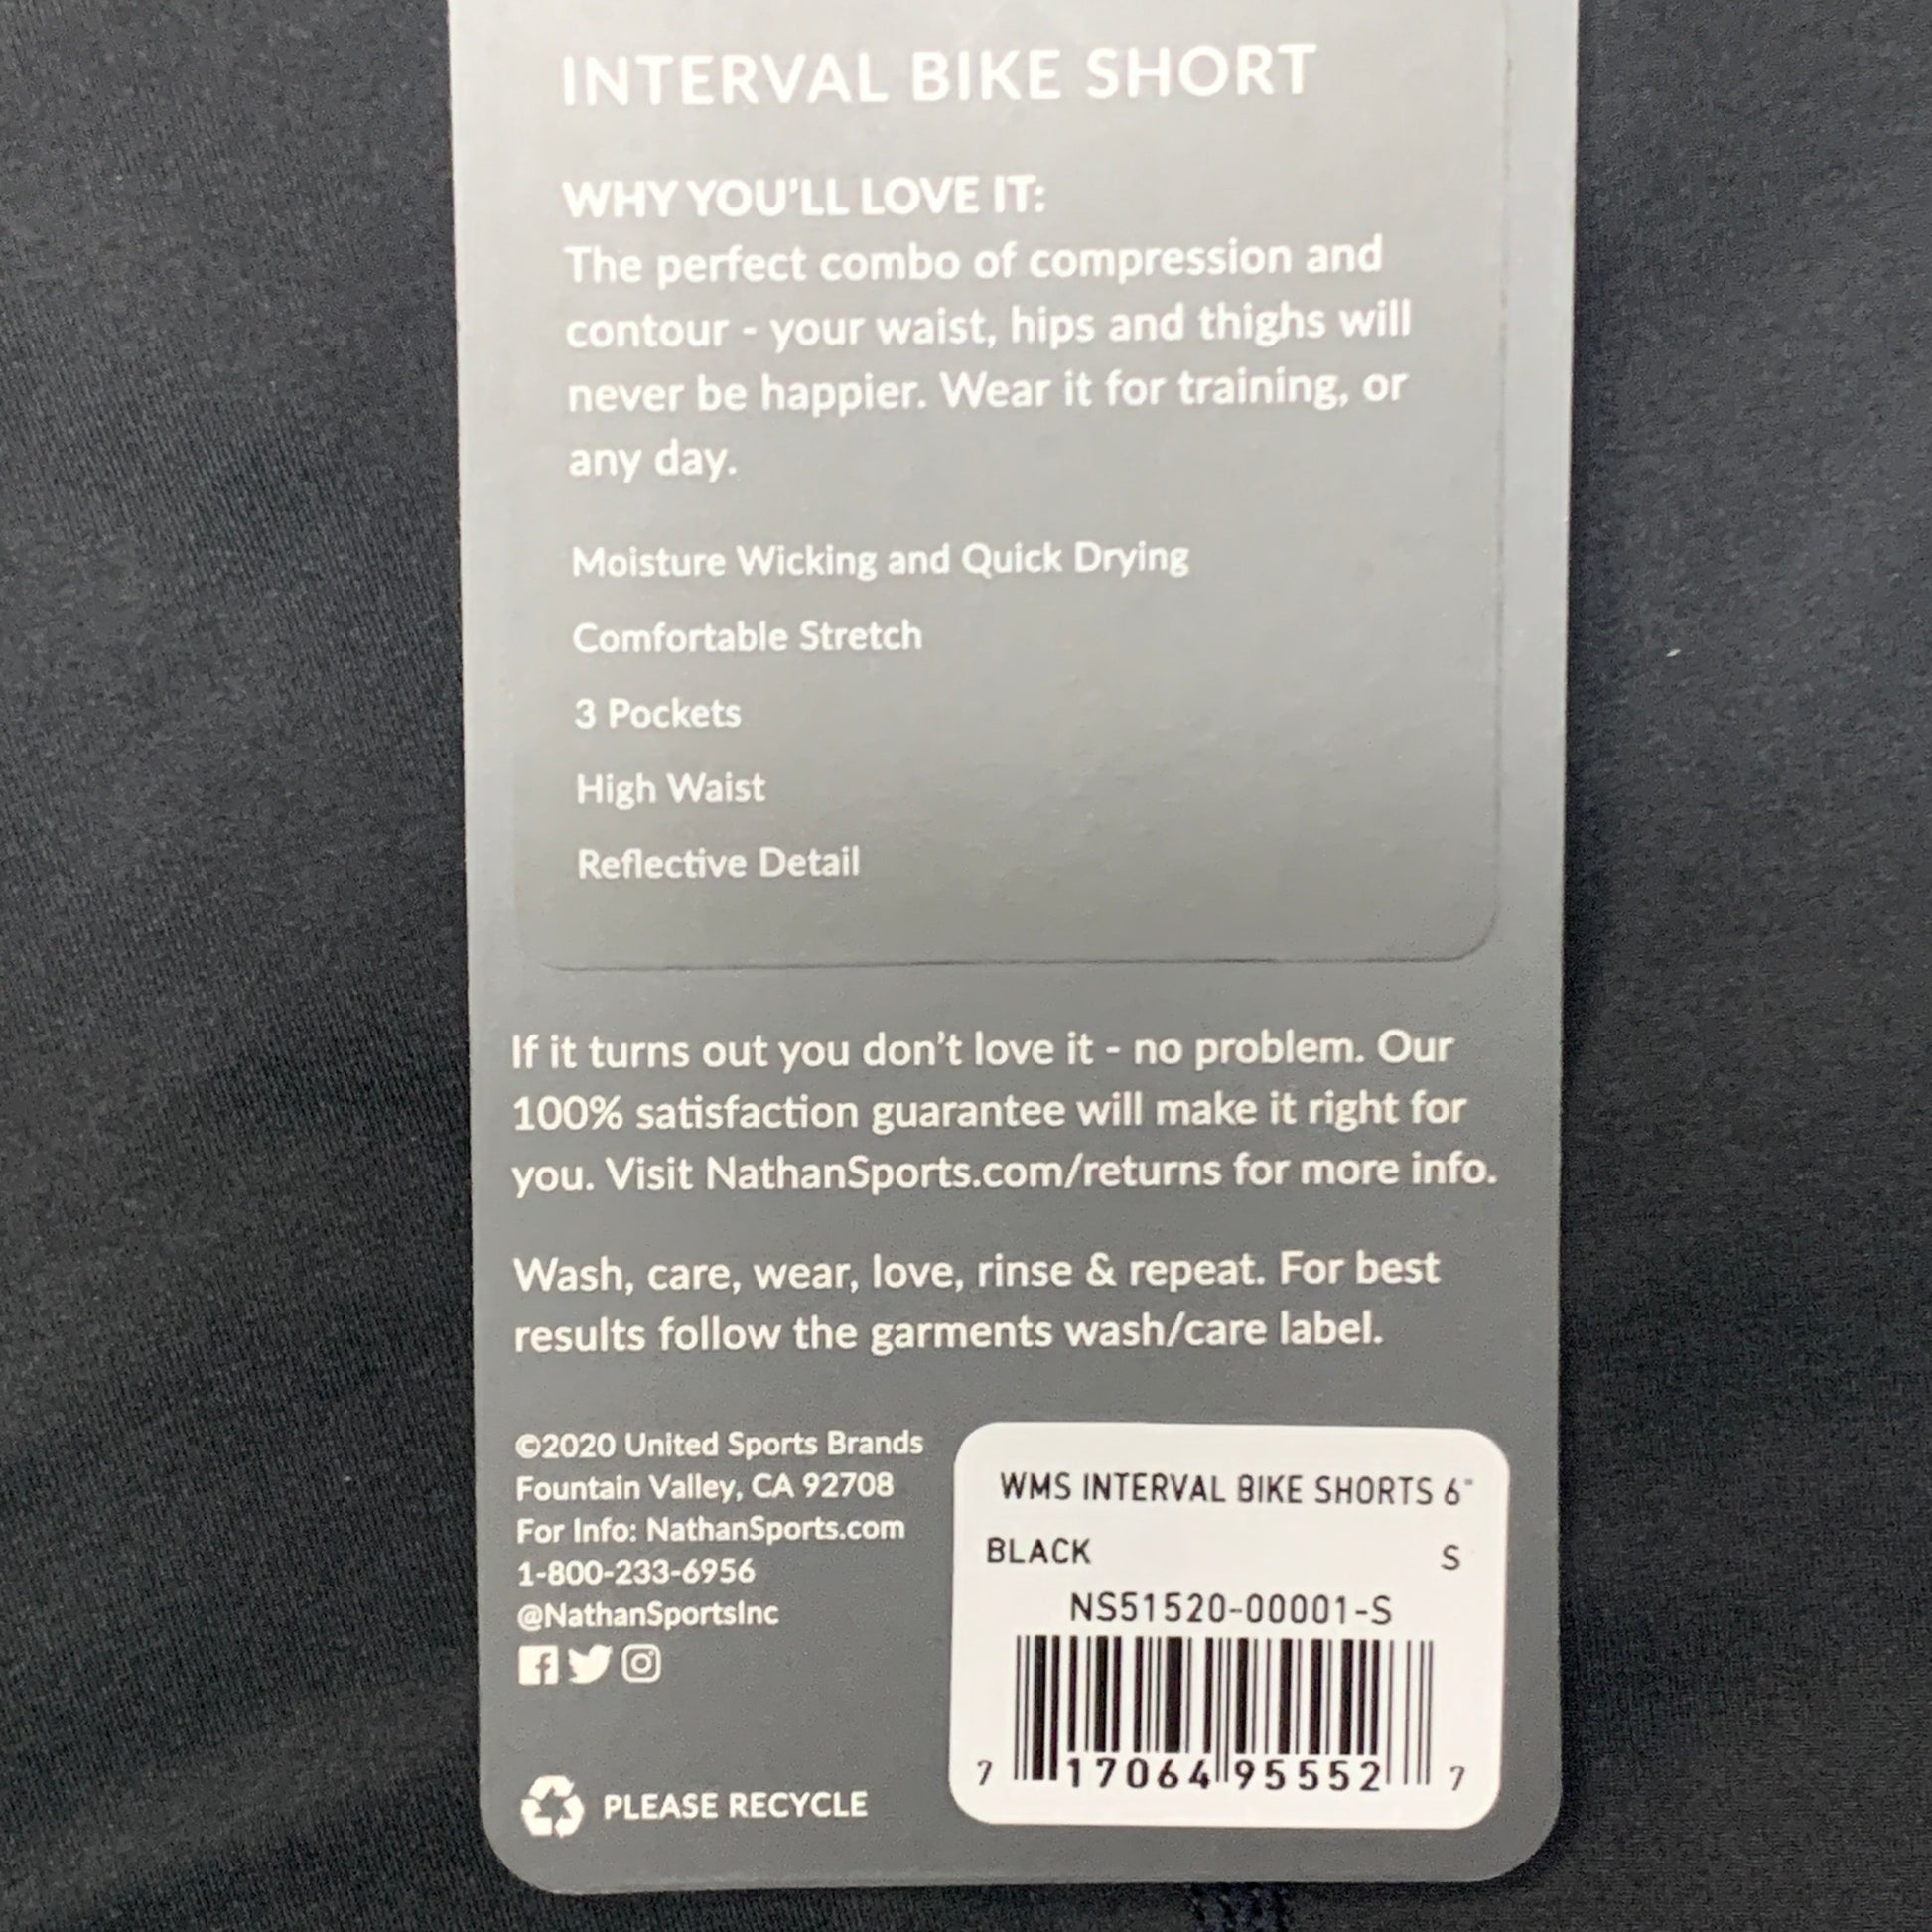 INTERVAL BIKE SHORT
WHY YOU'LL LOVE IT:
The perfect combo of compression and
contour - your waist, hips and thighs will
never be happier. Wear it for training, or
any day.
Moisture Wicking and Quick Drying
Comfortable Stretch
3 Pockets
High Waist
Reflective Detail
If it turns out you don't love it - no problem. Our
100% satisfaction guarantee will make it right for
you. Visit NathanSports.com/returns for more info.
Wash, care, wear, love, rinse & repeat. For best
results follow the garments wash/care label.
©2020 United Sports Brands
Fountain Valley, CA 92708
For Info: NathanSports.com
1-800-233-6956
@NathanSportsInc
PLEASE RECYCLE
WMS INTERVAL BIKE SHORTS 6"
BLACK S
NS51520-00001-S
7 17064 95552 7